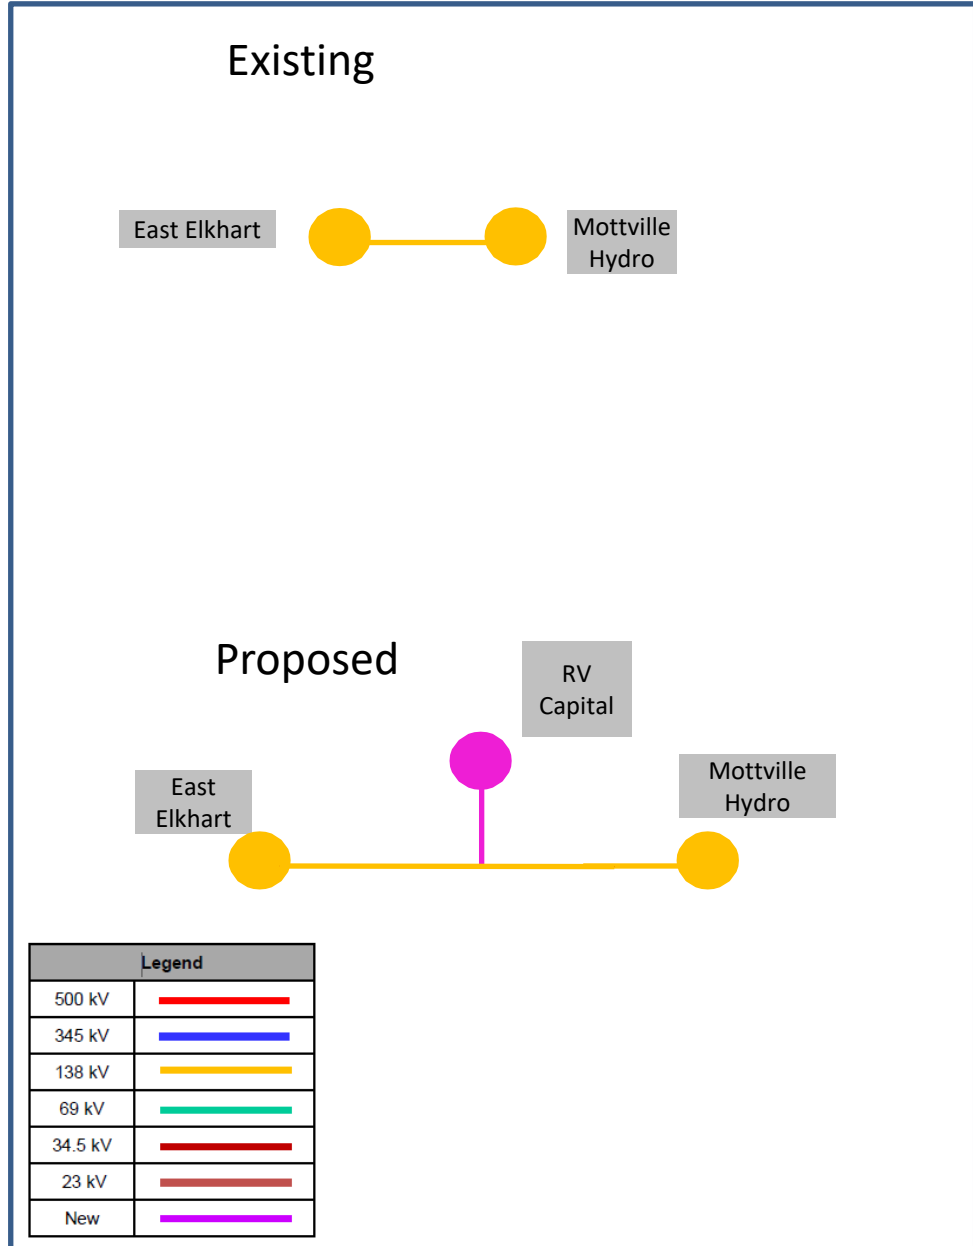 Existing
East Elkhart
Mottville
Hydro
Proposed
RV
Capital
East
Elkhart
Mottville
Hydro
Legend
500 kV
345 kV
138 kV
69 kV
34.5 kV
23 kV
New